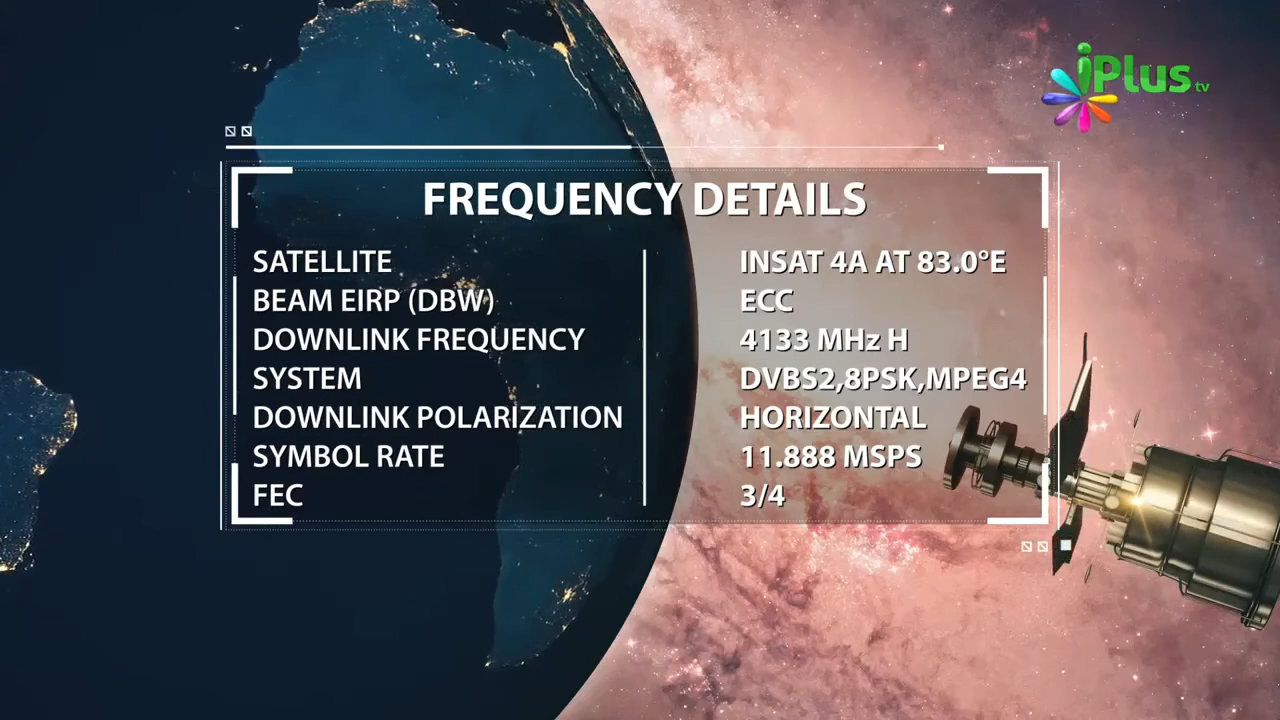 iPlus tv
FREQUENCY DETAILS
SATELLITE INSAT 4A AT 83.0°E
BEAM EIRP (DBW) ECC
DOWNLINK FREQUENCY 4133 MHz H
SYSTEM DVBS2,8PSK,MPEG4
DOWNLINK POLARIZATION HORIZONTAL
SYMBOL RATE 11.888 MSPS
FEC 3/4